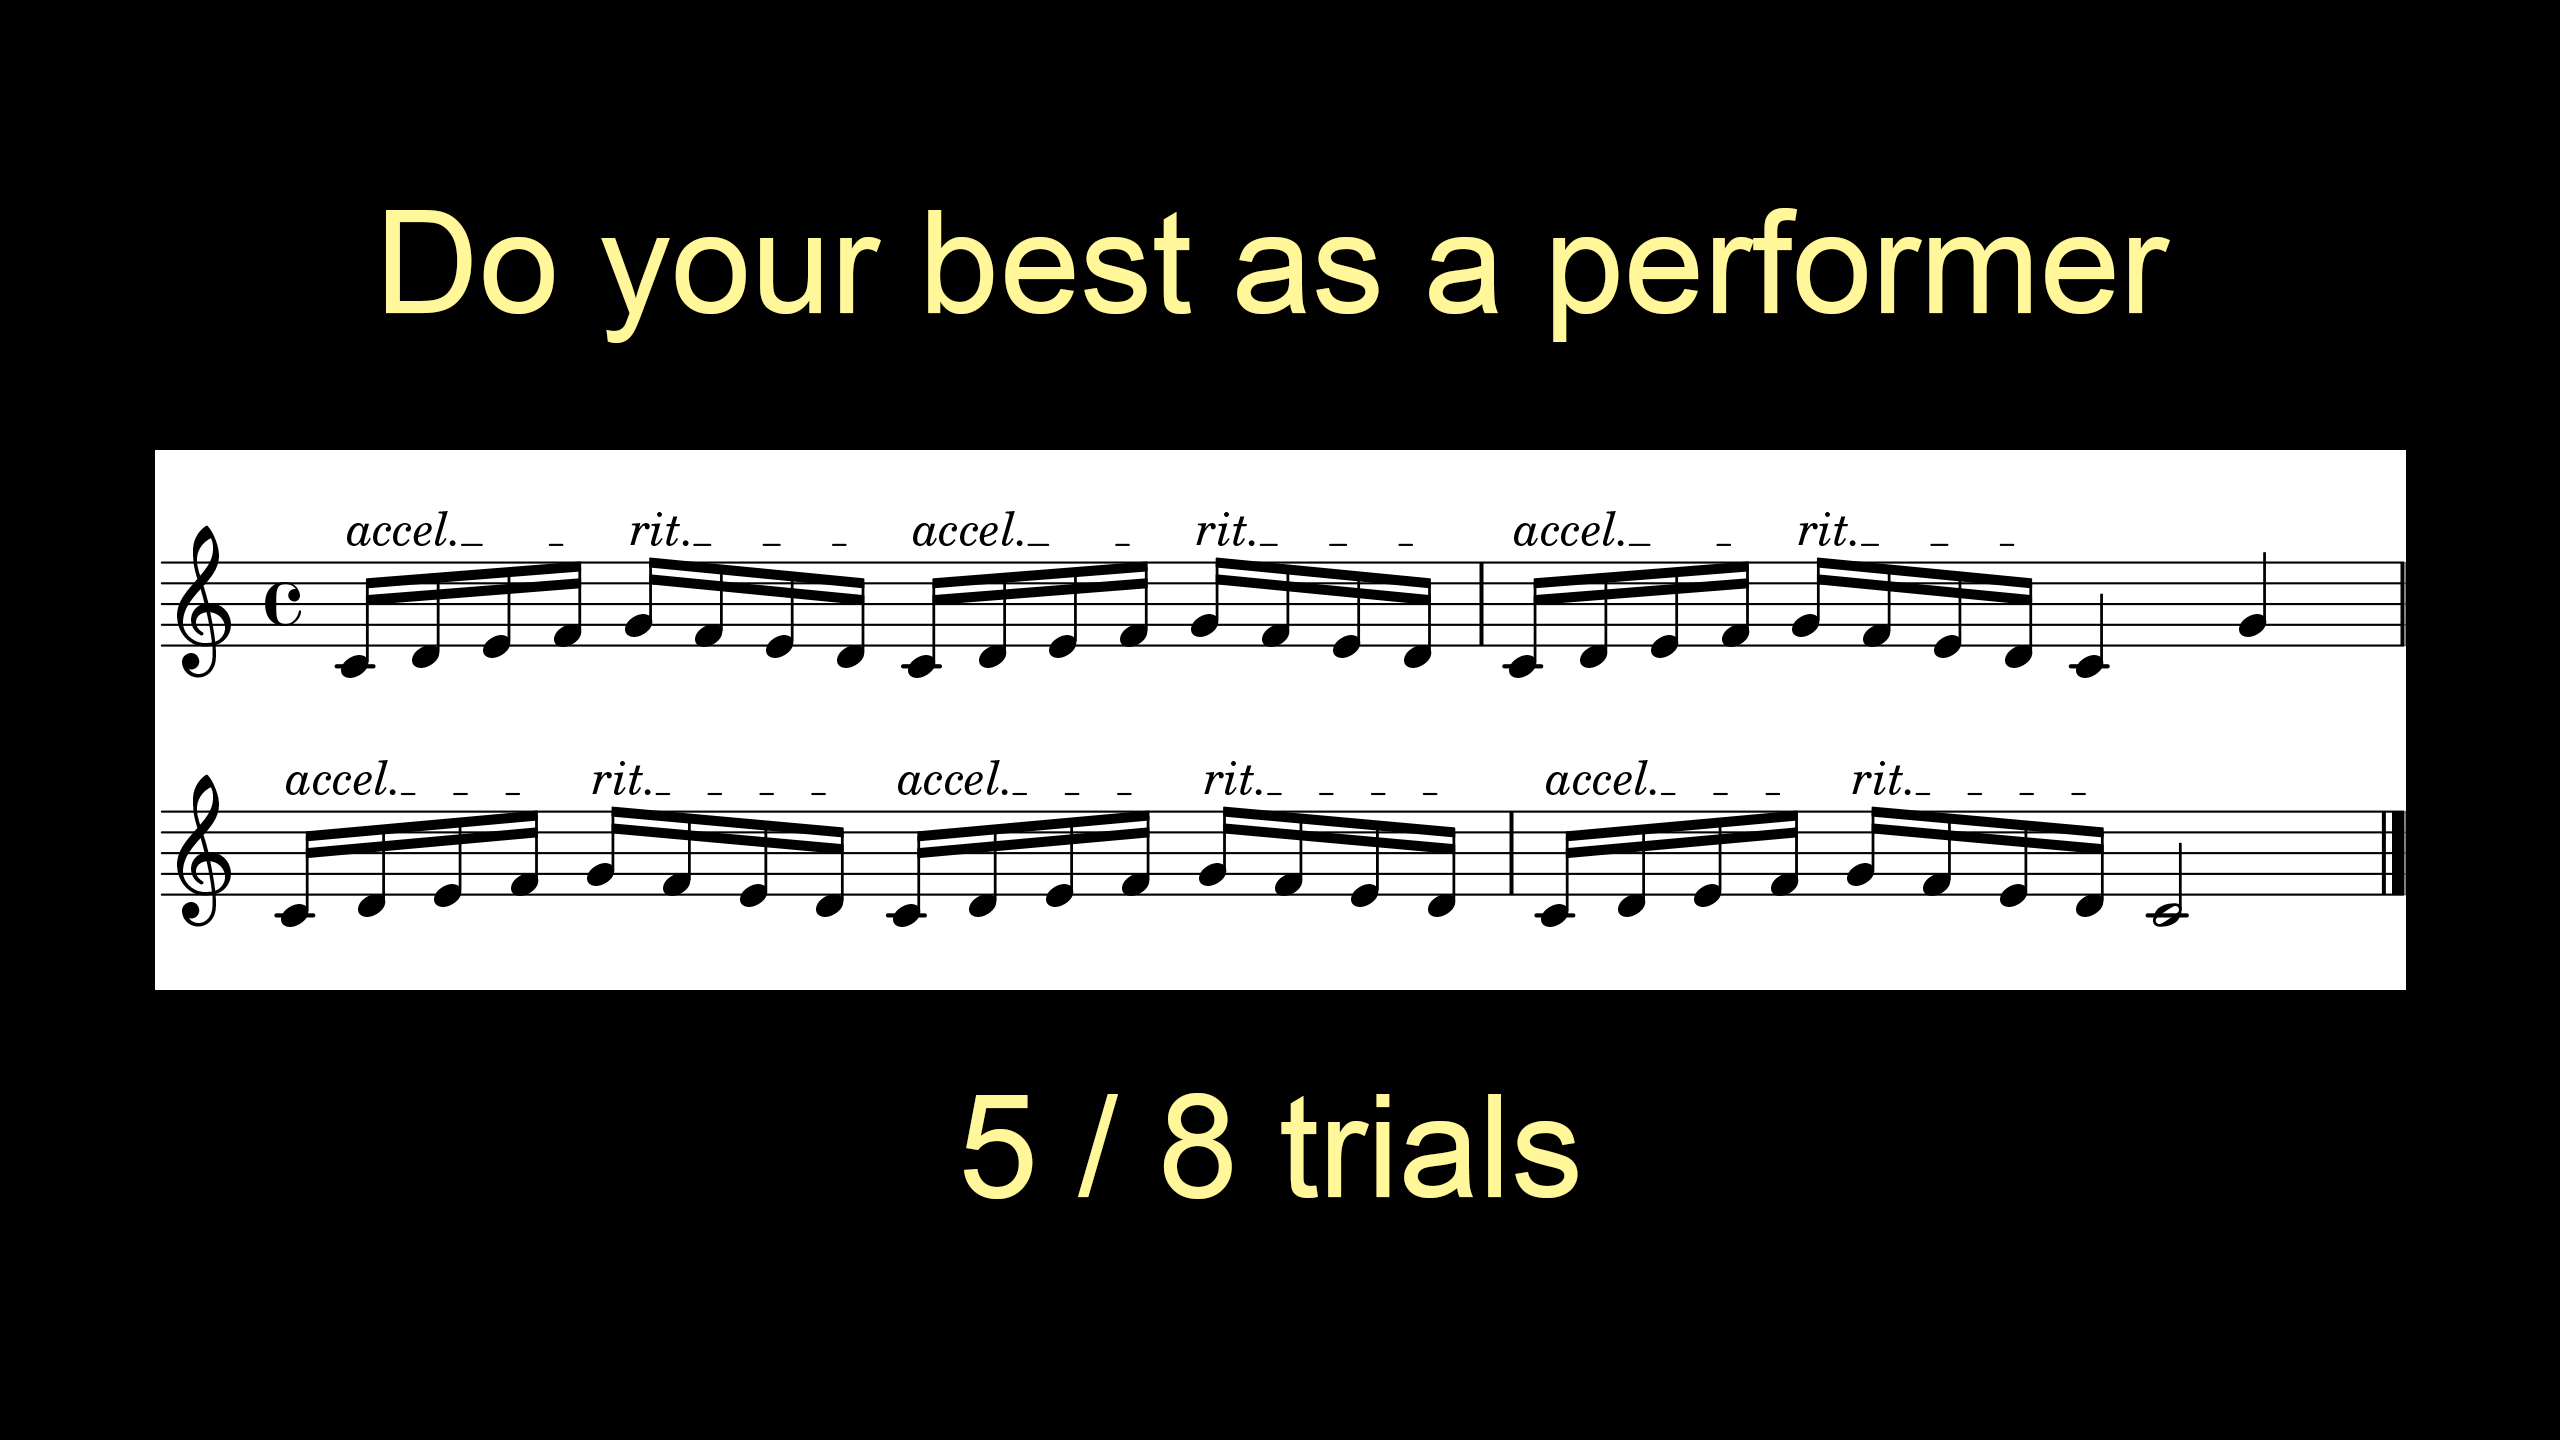 Do your best as a performer
accel. rit. accel. rit. accel. rit.
accel. rit. accel. rit. accel. rit.
5 / 8 trials